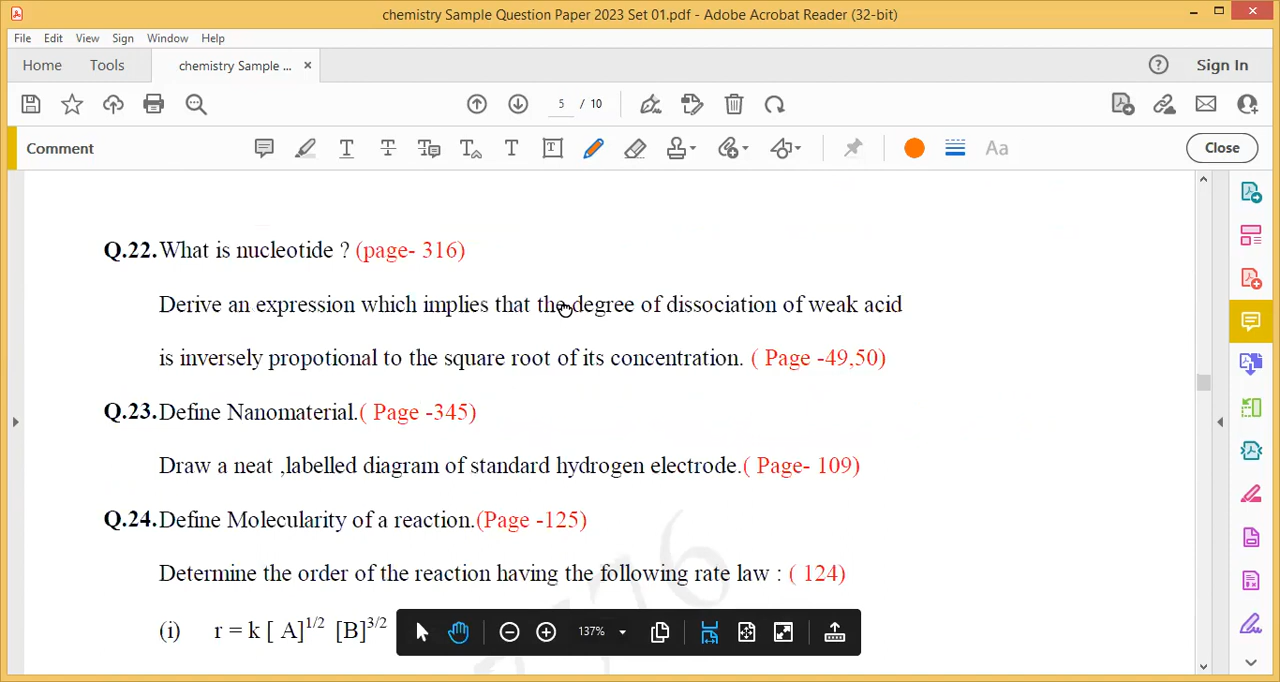 chemistry Sample Question Paper 2023 Set 01.pdf - Adobe Acrobat Reader (32-bit)
File Edit View Sign Window Help
Home Tools chemistry Sample ... × Sign In
5 / 10
Comment Aa Close
Q.22. What is nucleotide ? (page- 316)
Derive an expression which implies that the degree of dissociation of weak acid
is inversely propotional to the square root of its concentration. ( Page -49,50)
Q.23. Define Nanomaterial.( Page -345)
Draw a neat ,labelled diagram of standard hydrogen electrode.( Page- 109)
Q.24. Define Molecularity of a reaction.(Page -125)
Determine the order of the reaction having the following rate law : ( 124)
(i) r = k [ A]^1/2 [B]^3/2
137%